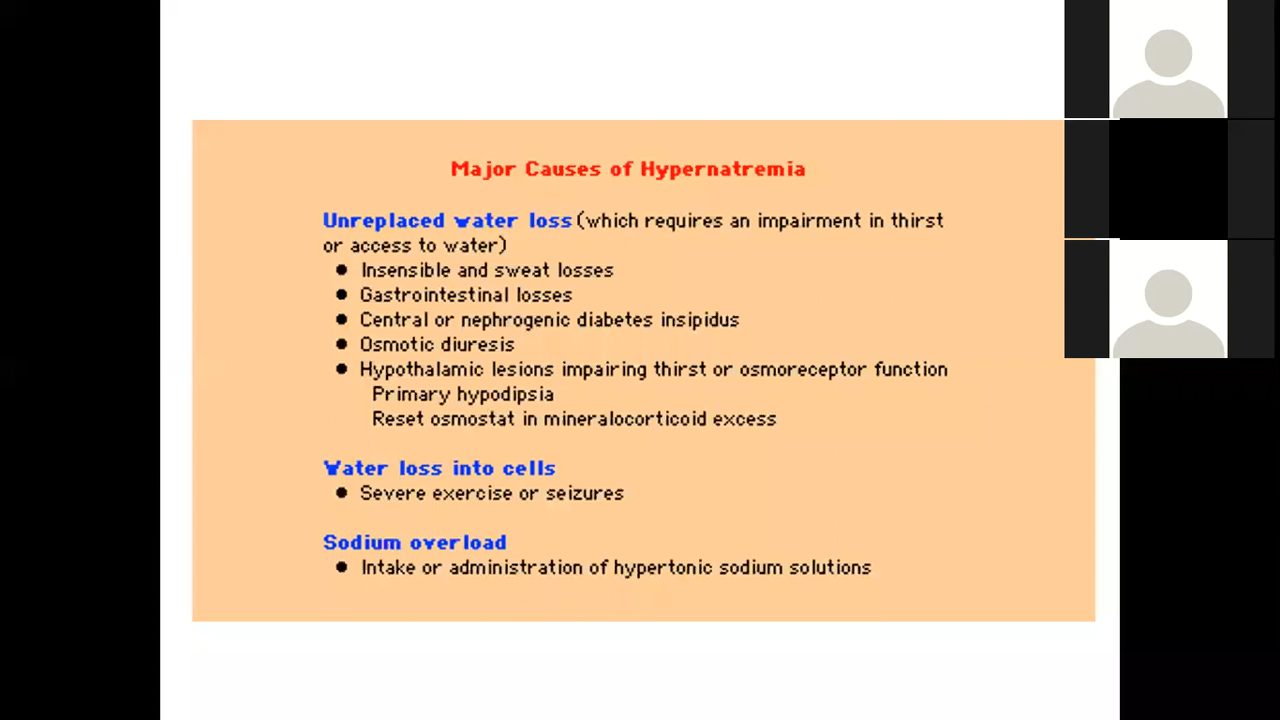 Major Causes of Hypernatremia
Unreplaced water loss (which requires an impairment in thirst
or access to water)
● Insensible and sweat losses
● Gastrointestinal losses
● Central or nephrogenic diabetes insipidus
● Osmotic diuresis
● Hypothalamic lesions impairing thirst or osmoreceptor function
Primary hypodipsia
Reset osmostat in mineralocorticoid excess
Water loss into cells
● Severe exercise or seizures
Sodium overload
● Intake or administration of hypertonic sodium solutions